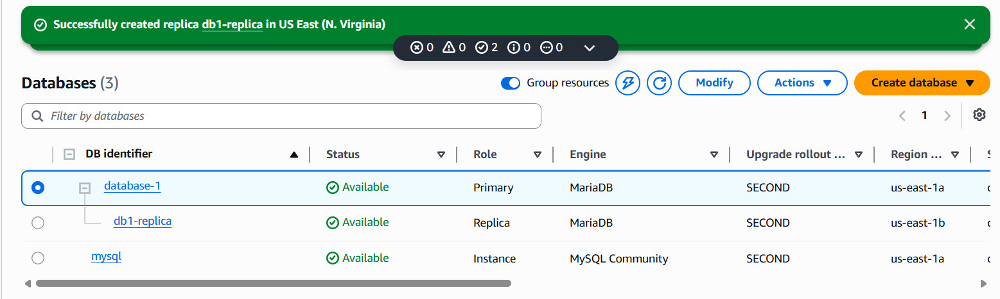 Successfully created replica db1-replica in US East (N. Virginia)
0 0 2 0 0
Databases (3)
Group resources
Modify
Actions
Create database
Filter by databases
1
DB identifier Status Role Engine Upgrade rollout ... Region ...
database-1 Available Primary MariaDB SECOND us-east-1a
db1-replica Available Replica MariaDB SECOND us-east-1b
mysql Available Instance MySQL Community SECOND us-east-1a